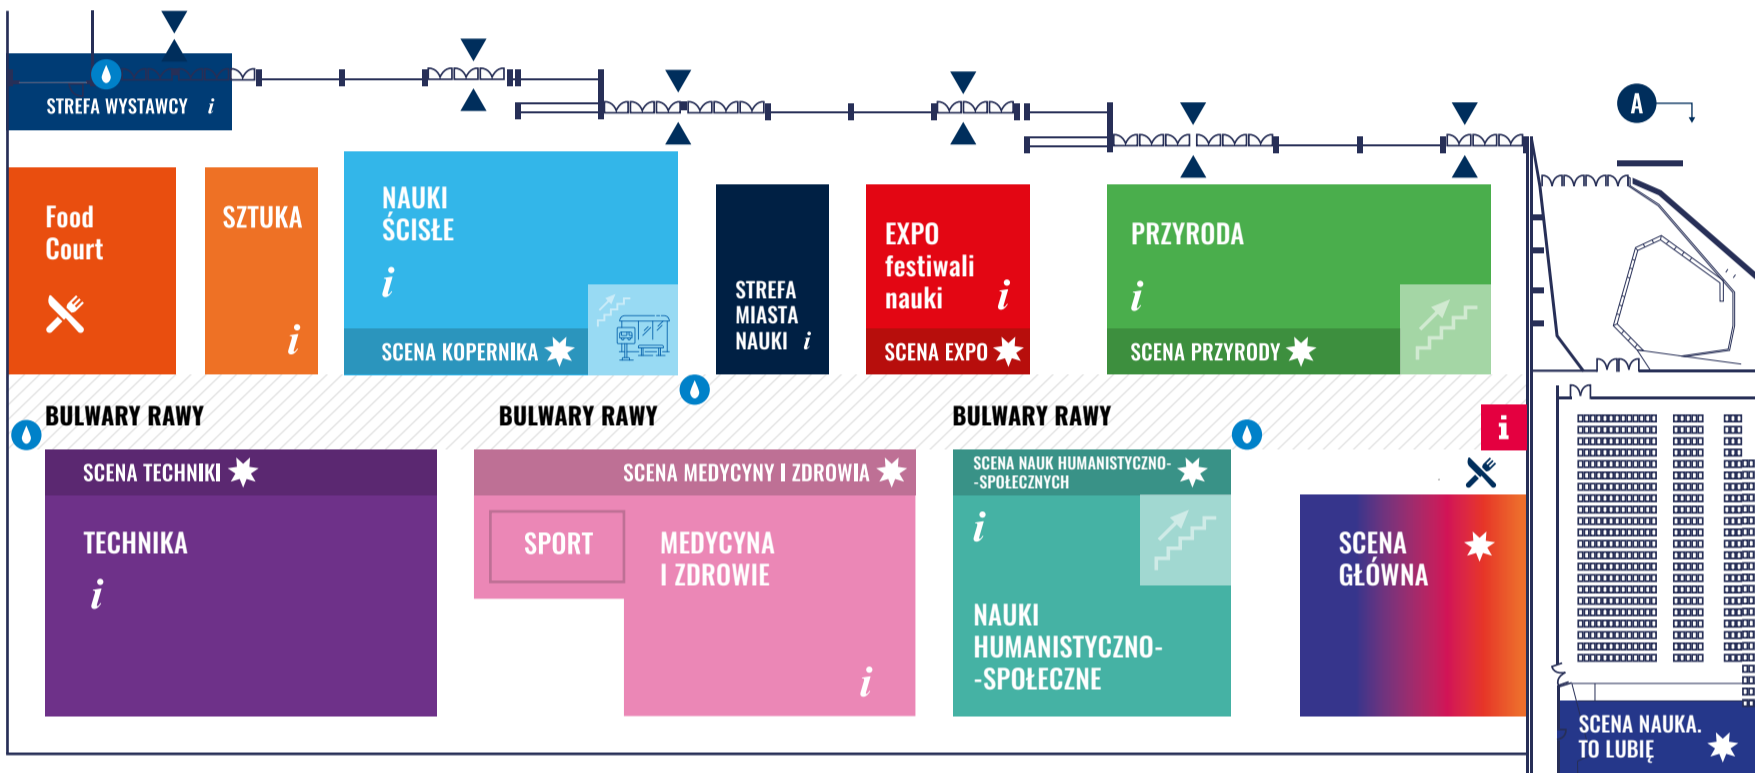 A
STREFA WYSTAWCY i
Food
Court
SZTUKA
i
NAUKI
ŚCISŁE
i
SCENA KOPERNIKA
STREFA
MIASTA
NAUKI i
EXPO
festiwali
nauki i
SCENA EXPO
PRZYRODA
i
SCENA PRZYRODY
BULWARY RAWY
BULWARY RAWY
BULWARY RAWY
i
SCENA TECHNIKI
TECHNIKA
i
SCENA MEDYCYNY I ZDROWIA
SPORT
MEDYCYNA
I ZDROWIE
i
SCENA NAUK HUMANISTYCZNO-
-SPOŁECZNYCH
i
NAUKI
HUMANISTYCZNO-
-SPOŁECZNE
SCENA
GŁÓWNA
SCENA NAUKA.
TO LUBIĘ